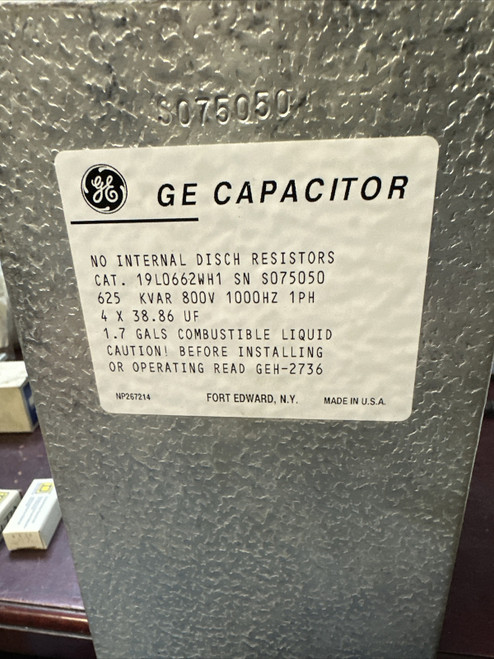 S075050
GE GE CAPACITOR
NO INTERNAL DISCH RESISTORS
CAT. 19L0662WH1 SN S075050
625 KVAR 800V 1000HZ 1PH
4 X 38.86 UF
1.7 GALS COMBUSTIBLE LIQUID
CAUTION! BEFORE INSTALLING
OR OPERATING READ GEH-2736
NP267214 FORT EDWARD, N.Y. MADE IN U.S.A.